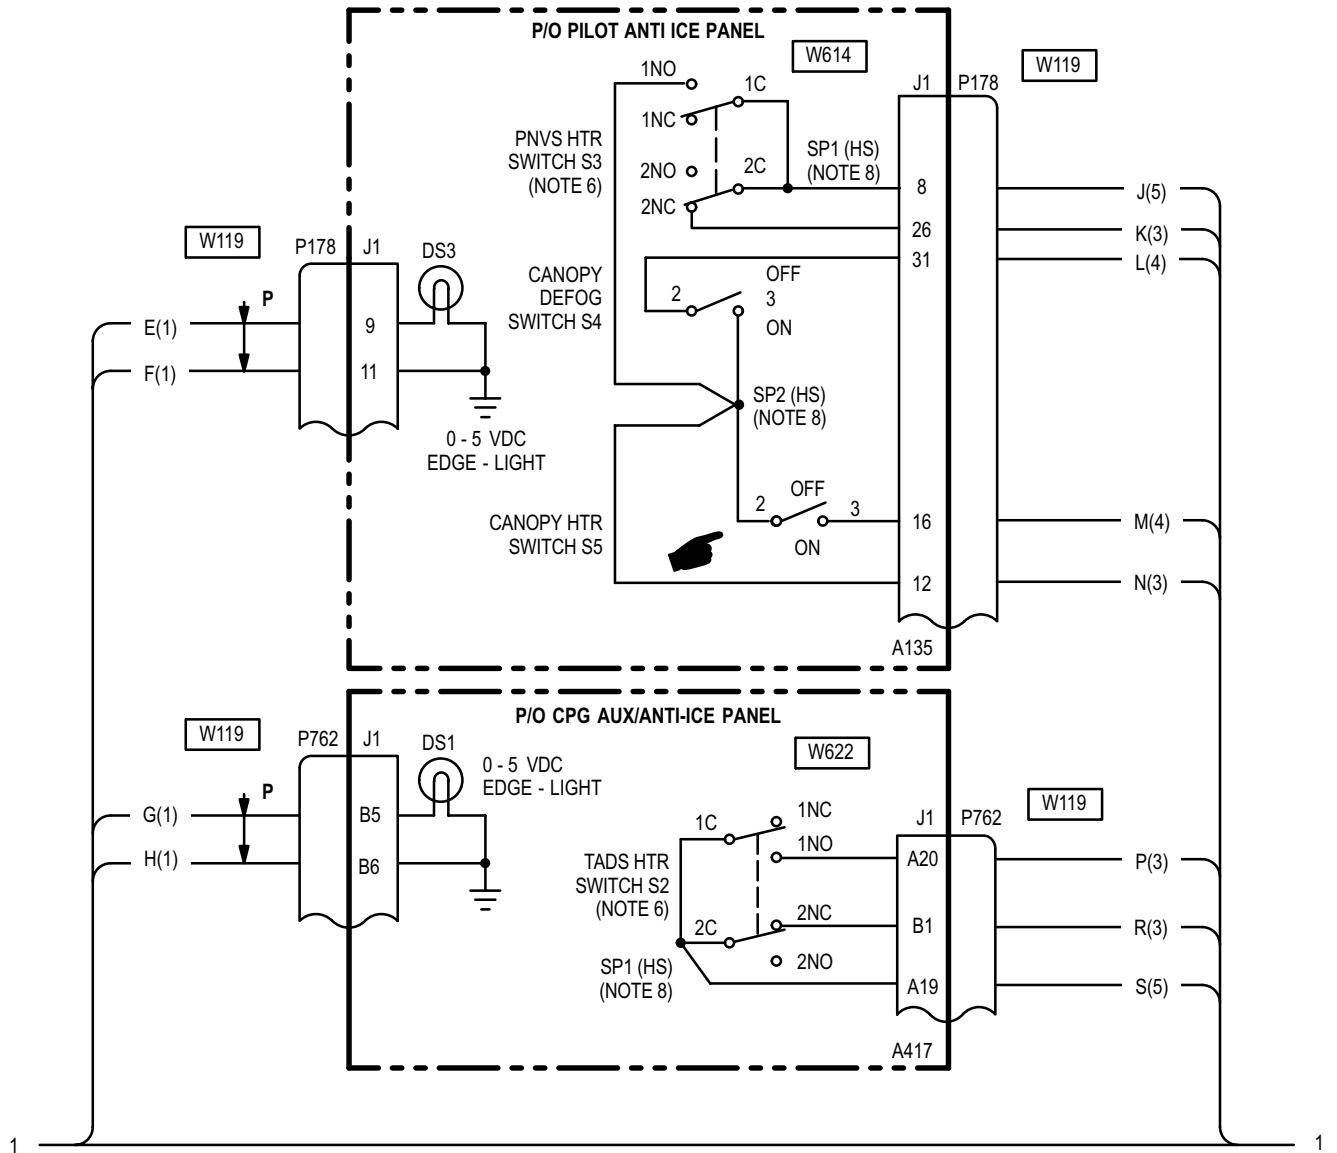 P/O PILOT ANTI ICE PANEL
W614
W119
1NO
1C
J1
P178
1NC
PNVS HTR
SWITCH S3
(NOTE 6)
2NO
2C
2NC
SP1 (HS)
(NOTE 8)
8
J(5)
26
K(3)
31
L(4)
W119
P178
J1
DS3
P
E(1)
9
F(1)
11
0 - 5 VDC
EDGE - LIGHT
CANOPY
DEFOG
SWITCH S4
2
OFF
3
ON
SP2 (HS)
(NOTE 8)
CANOPY HTR
SWITCH S5
2
OFF
3
ON
16
M(4)
12
N(3)
A135
P/O CPG AUX/ANTI-ICE PANEL
W119
P762
J1
DS1
0 - 5 VDC
EDGE - LIGHT
P
G(1)
B5
H(1)
B6
W622
W119
J1
P762
1C
1NC
1NO
TADS HTR
SWITCH S2
(NOTE 6)
2C
2NC
2NO
SP1 (HS)
(NOTE 8)
A20
P(3)
B1
R(3)
A19
S(5)
A417
1
1